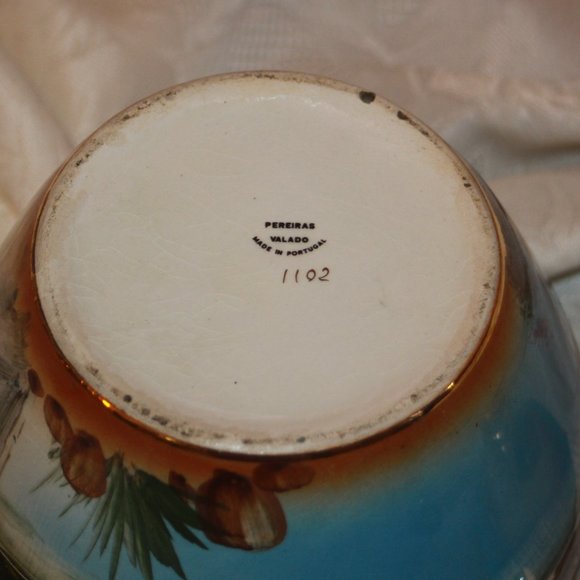 PEREIRAS
VALADO
MADE IN PORTUGAL
1102